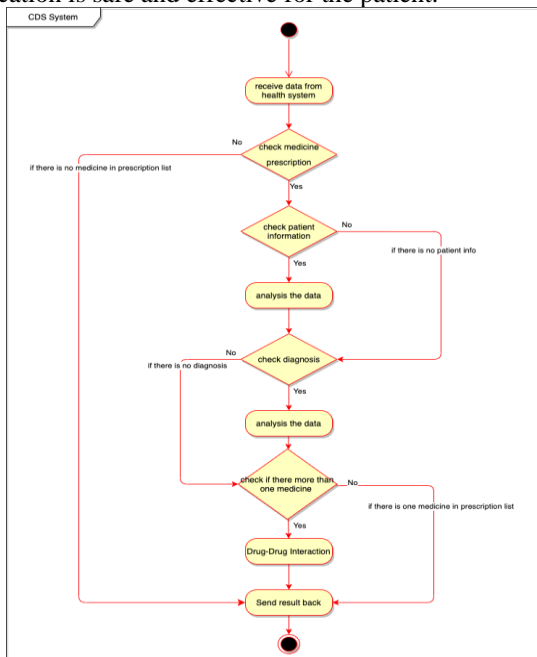 ication is safe and effective for the patient.
CDS System
receive data from
health system
No
check medicine
prescription
if there is no medicine in prescription list
Yes
check patient
information
No
if there is no patient info
Yes
analysis the data
No
check diagnosis
if there is no diagnosis
Yes
analysis the data
check if there more than
one medicine
No
if there is one medicine in prescription list
Yes
Drug-Drug Interaction
Send result back